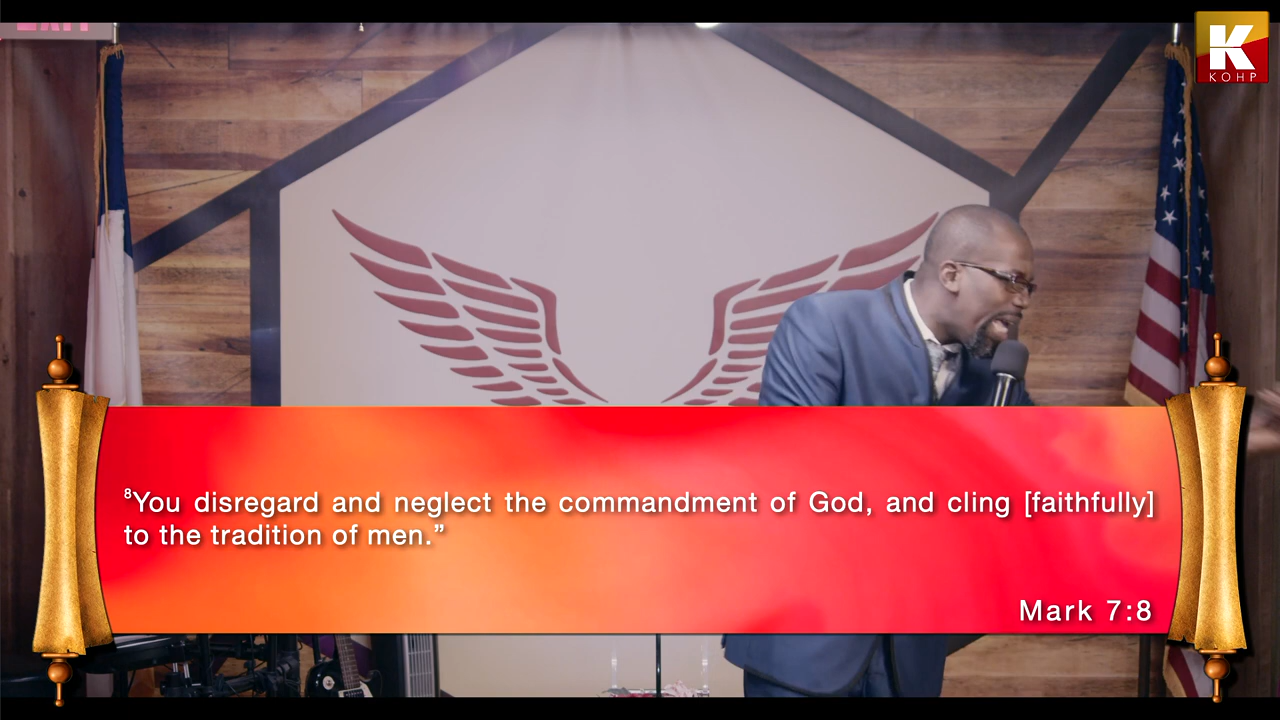 EXIT
K
KOHP
⁸You disregard and neglect the commandment of God, and cling [faithfully]
to the tradition of men.”
Mark 7:8